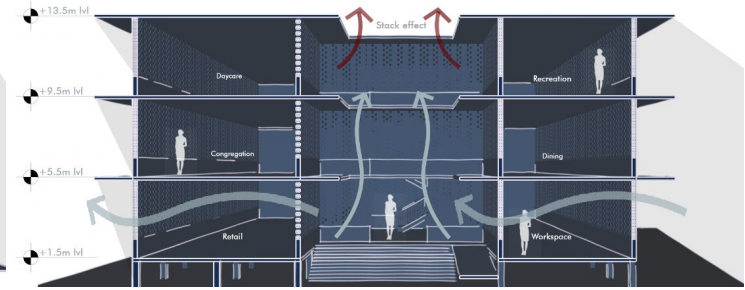 +13.5m lvl
Stack effect
Daycare
Recreation
+9.5m lvl
Congregation
Dining
+5.5m lvl
Retail
Workspace
+1.5m lvl